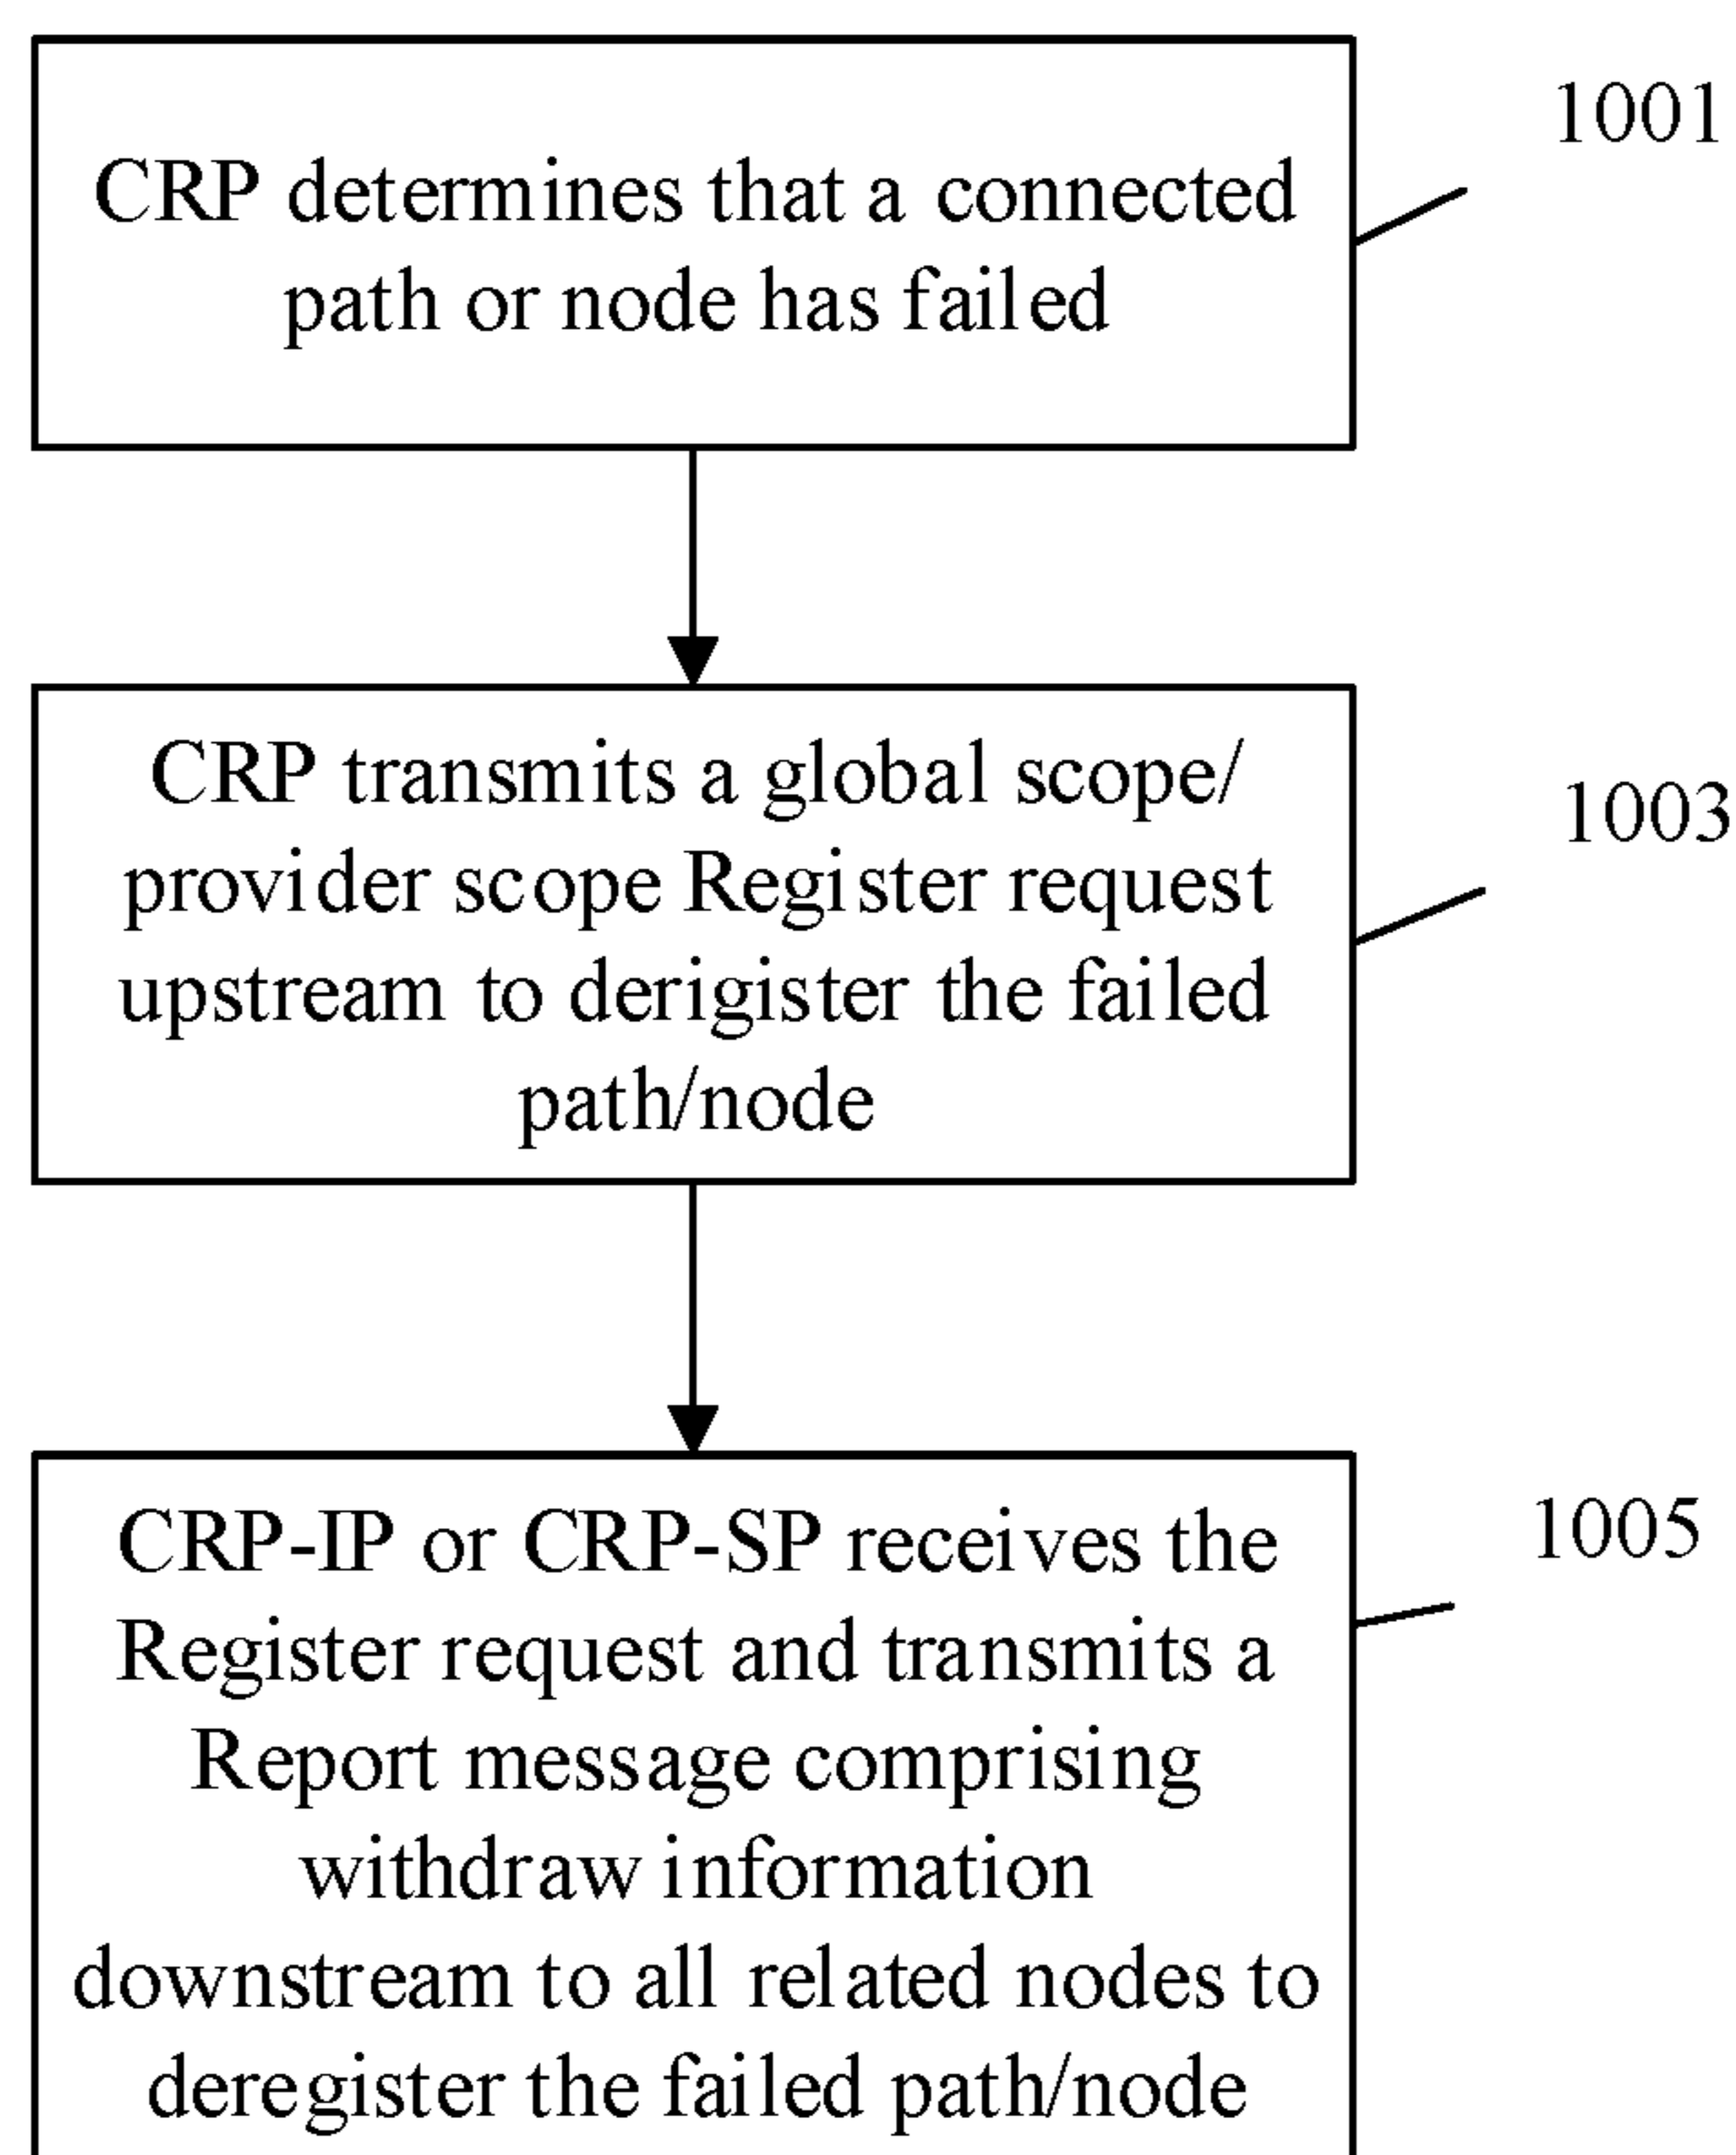 CRP determines that a connected
path or node has failed
1001
CRP transmits a global scope/
provider scope Register request
upstream to derigister the failed
path/node
1003
CRP-IP or CRP-SP receives the
Register request and transmits a
Report message comprising
withdraw information
downstream to all related nodes to
deregister the failed path/node
1005